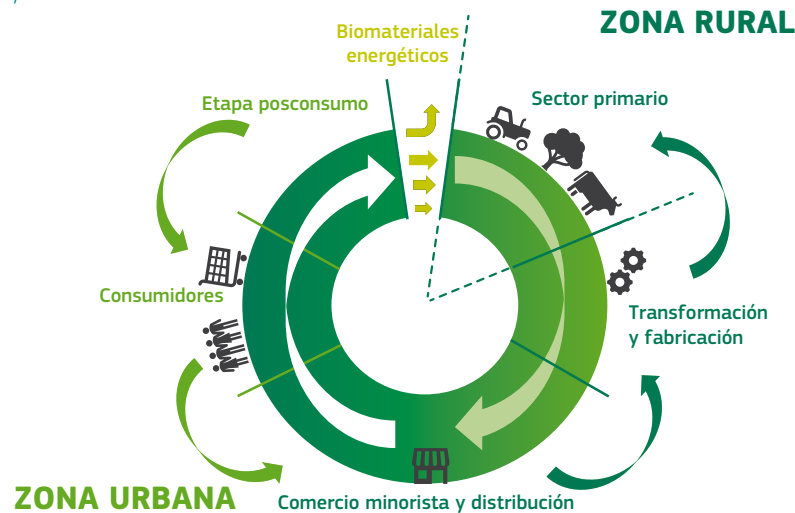 ZONA RURAL
Biomateriales
energéticos
Etapa posconsumo
Sector primario
Consumidores
Transformación
y fabricación
ZONA URBANA
Comercio minorista y distribución